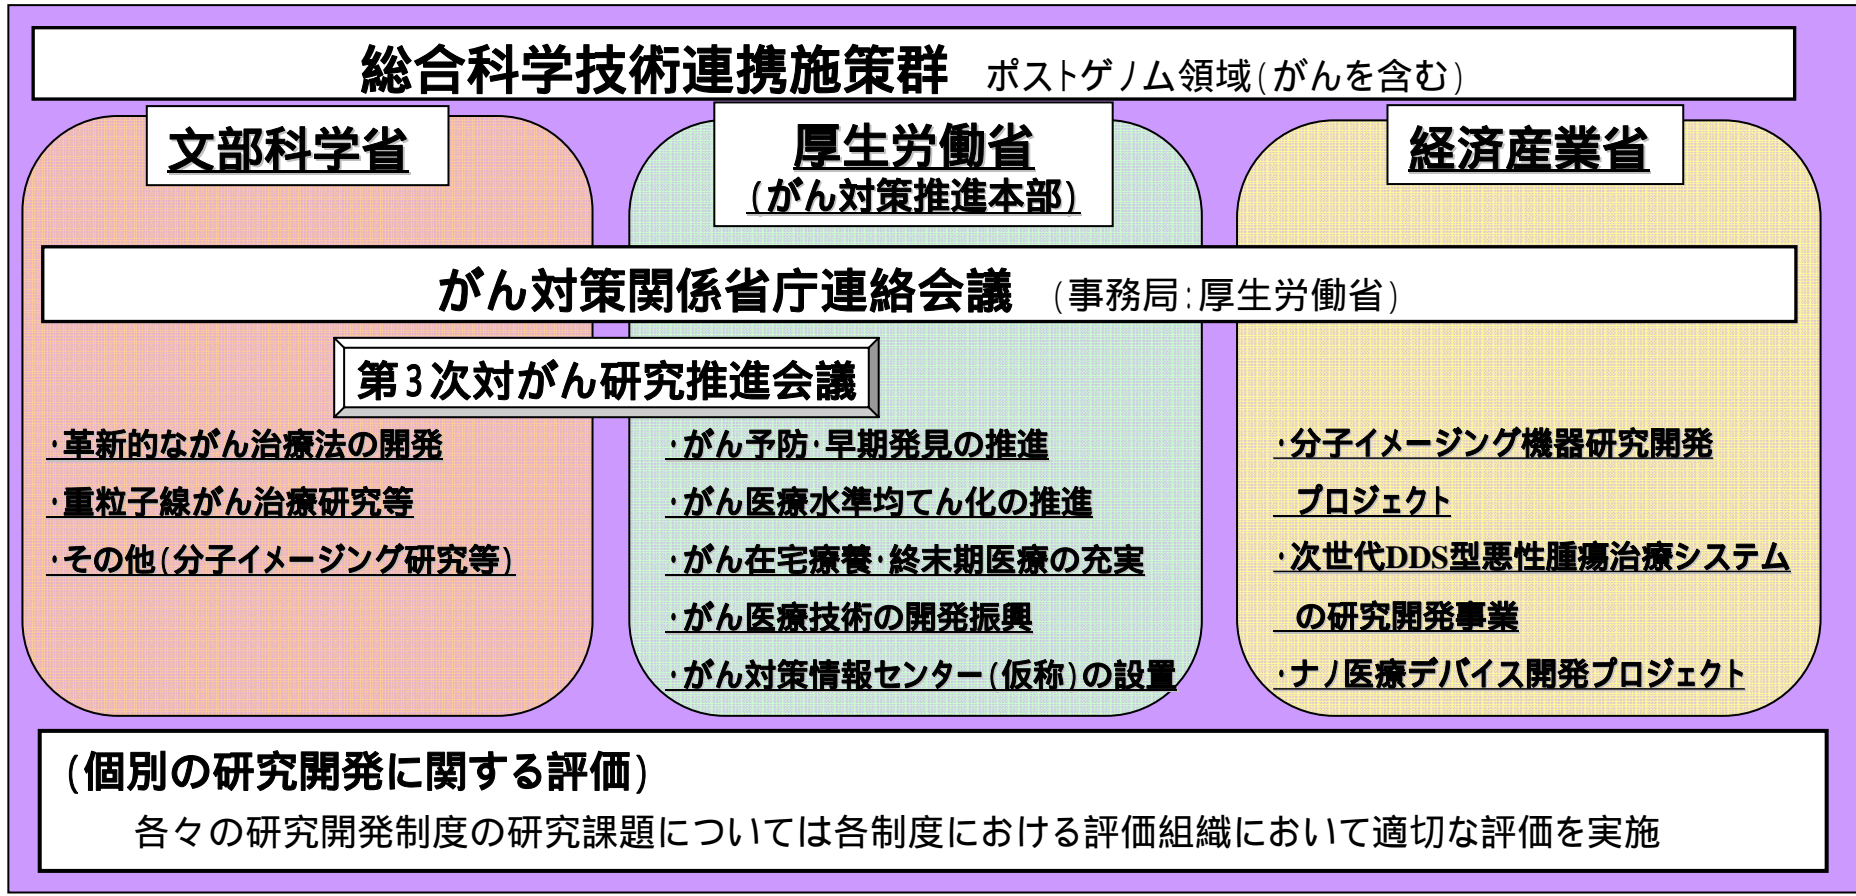 総合科学技術連携施策群 ポストゲノム領域(がんを含む)
文部科学省
厚生労働省
(がん対策推進本部)
経済産業省
がん対策関係省庁連絡会議 (事務局:厚生労働省)
第3次対がん研究推進会議
・革新的ながん治療法の開発
・重粒子線がん治療研究等
・その他(分子イメージング研究等)
・がん予防・早期発見の推進
・がん医療水準均てん化の推進
・がん在宅療養・終末期医療の充実
・がん医療技術の開発振興
・がん対策情報センター(仮称)の設置
・分子イメージング機器研究開発
プロジェクト
・次世代DDS型悪性腫瘍治療システム
の研究開発事業
・ナノ医療デバイス開発プロジェクト
(個別の研究開発に関する評価)
各々の研究開発制度の研究課題については各制度における評価組織において適切な評価を実施